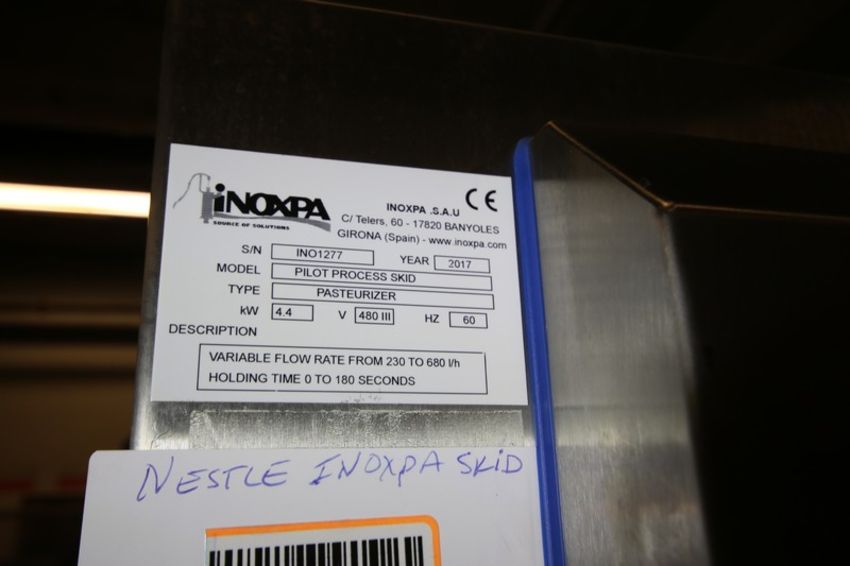 iNOXPA
SOURCE OF SOLUTIONS
INOXPA .S.A.U CE
C/ Telers, 60 - 17820 BANYOLES
GIRONA (Spain) - www.inoxpa.com
S/N INO1277 YEAR 2017
MODEL PILOT PROCESS SKID
TYPE PASTEURIZER
kW 4.4 V 480 III HZ 60
DESCRIPTION
VARIABLE FLOW RATE FROM 230 TO 680 l/h
HOLDING TIME 0 TO 180 SECONDS
NESTLE INOXPA SKID